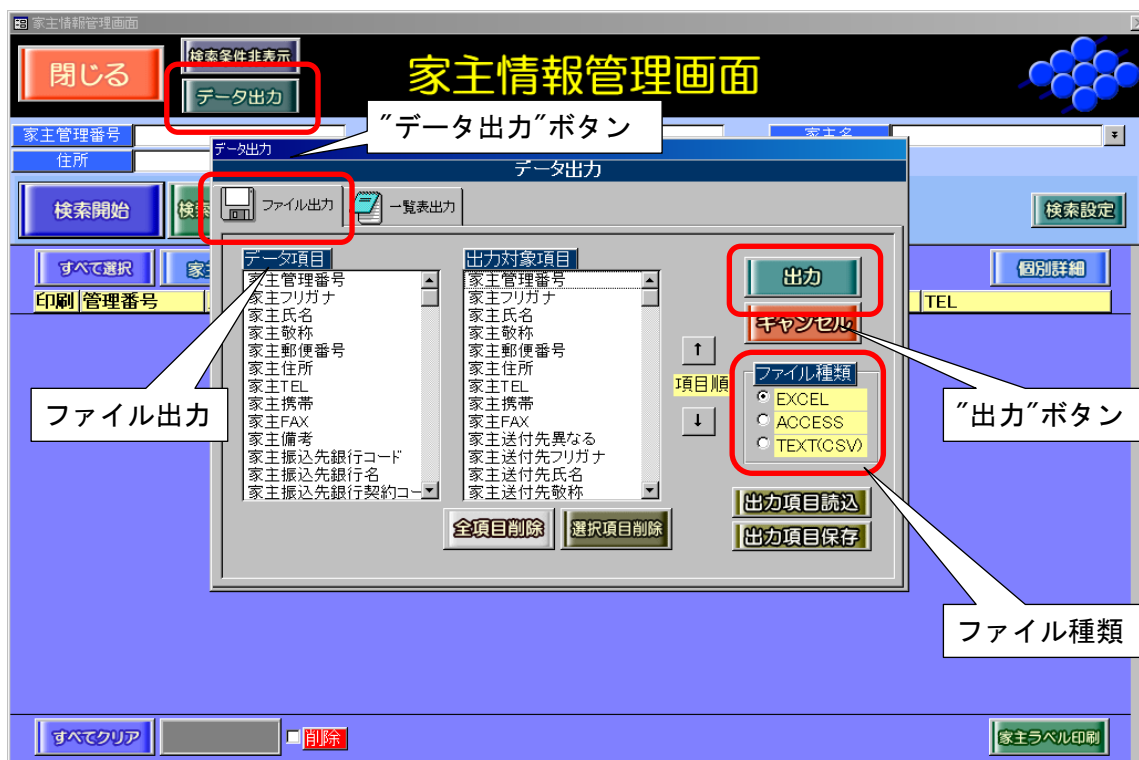 家主情報管理画面
閉じる
検索条件非表示
データ出力
家主情報管理画面
"データ出力"ボタン
家主管理番号
家主名
住所
データ出力
データ出力
検索開始
検索設定
ファイル出力
一覧表出力
すべて選択
個別詳細
印刷
管理番号
TEL
データ項目
家主管理番号
家主フリガナ
家主氏名
家主敬称
家主郵便番号
家主住所
家主TEL
家主携帯
家主FAX
家主備考
家主振込先銀行コード
家主振込先銀行名
家主振込先銀行契約コー
出力対象項目
家主管理番号
家主フリガナ
家主氏名
家主敬称
家主郵便番号
家主住所
家主TEL
家主携帯
家主FAX
家主送付先異なる
家主送付先フリガナ
家主送付先氏名
家主送付先敬称
↑
項目順
↓
出力
キャンセル
ファイル種類
EXCEL
ACCESS
TEXT(CSV)
出力項目読込
出力項目保存
全項目削除
選択項目削除
ファイル出力
"出力"ボタン
ファイル種類
すべてクリア
削除
家主ラベル印刷